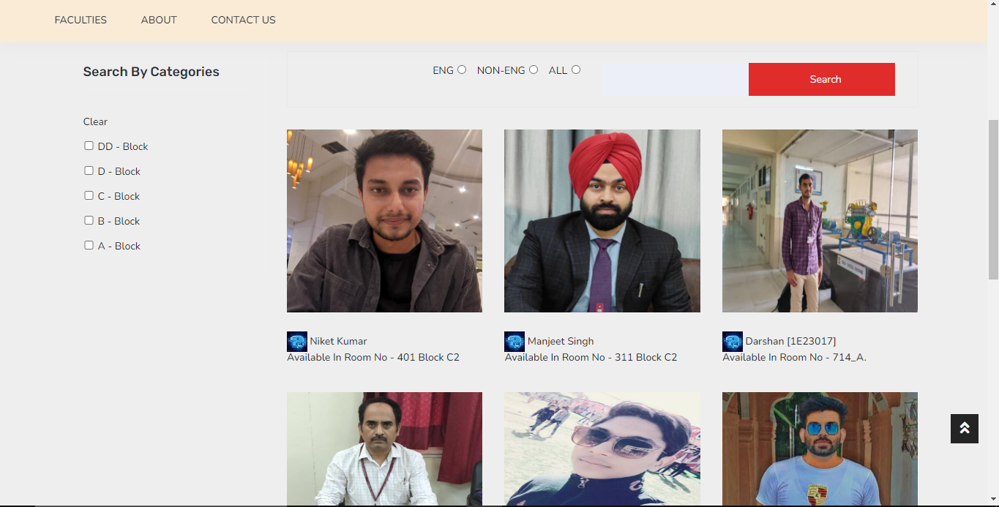 FACULTIES ABOUT CONTACT US
Search By Categories
Clear
DD - Block
D - Block
C - Block
B - Block
A - Block
ENG NON-ENG ALL Search
Niket Kumar
Available In Room No - 401 Block C2
Manjeet Singh
Available In Room No - 311 Block C2
Darshan [1E23017]
Available In Room No - 714_A.